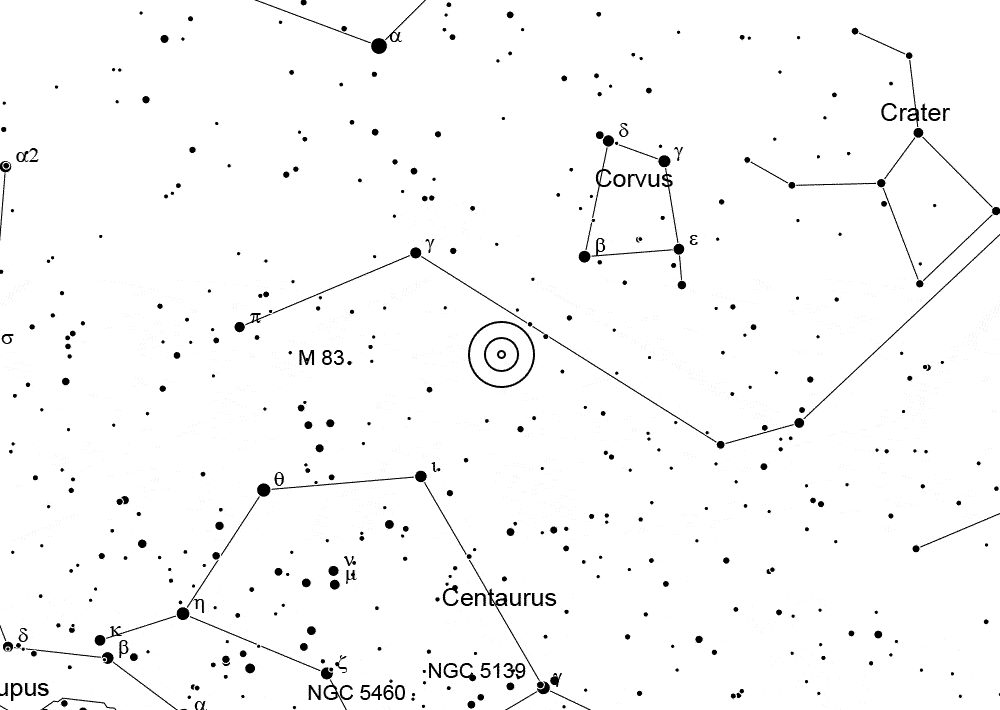 α
Crater
α2
δ
γ
Corvus
β
ε
γ
π
σ
M 83
θ
ι
ν
μ
η
Centaurus
κ
δ
β
ζ
NGC 5139
γ
upus
NGC 5460
α